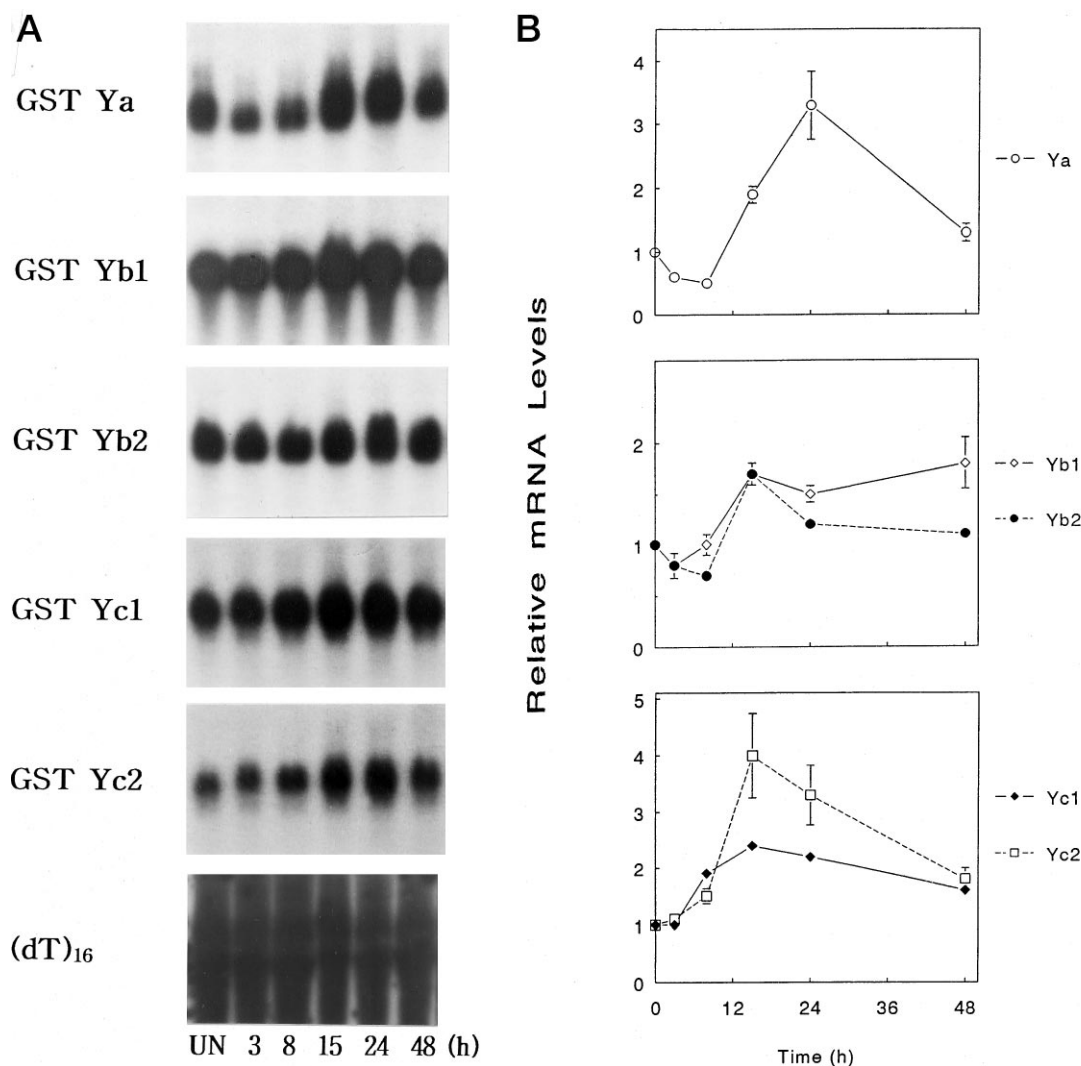 A
GST Ya
GST Yb1
GST Yb2
GST Yc1
GST Yc2
(dT)16
UN 3 8 15 24 48 (h)
B
Relative mRNA Levels
4
3
2
1
0
Ya
2
1
0
Yb1
Yb2
5
4
3
2
1
0
0 12 24 36 48
Time (h)
Yc1
Yc2